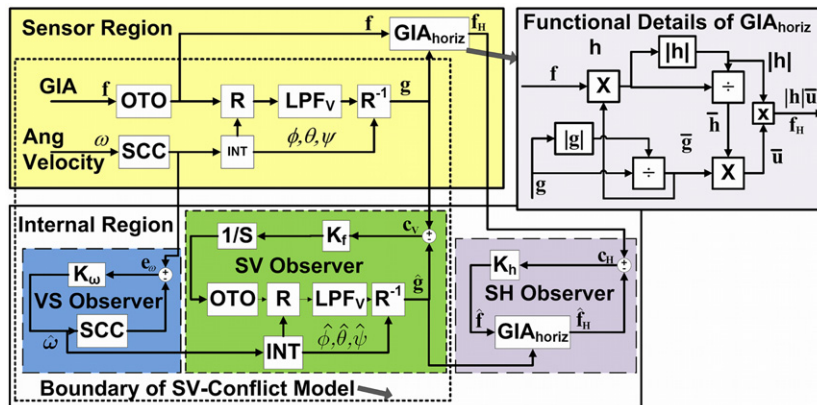 Sensor Region
f
GIA_horiz
f_H
GIA
f
OTO
R
LPF_V
R^-1
g
Ang
Velocity
ω
SCC
INT
ϕ,θ,ψ
Functional Details of GIA_horiz
h
|h|
|h|
f
X
÷
x
|h|ū
f_H
h̄
|g|
ḡ
ū
g
÷
X
Internal Region
1/S
K_f
c_V
±
SV Observer
ĝ
OTO
R
LPF_V
R^-1
INT
ϕ̂,θ̂,ψ̂
e_ω
±
K_ω
VS Observer
SCC
ω̂
c_H
±
K_h
SH Observer
f̂
GIA_horiz
f̂_H
Boundary of SV-Conflict Model